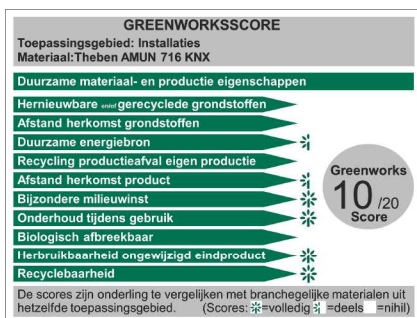 GREENWORKSSCORE
Toepassingsgebied: Installaties
Materiaal:Theben AMUN 716 KNX
Duurzame materiaal- en productie eigenschappen
Hernieuwbare en/of gerecyclede grondstoffen
Afstand herkomst grondstoffen
Duurzame energiebron
Recycling productieafval eigen productie
Afstand herkomst product
Bijzondere milieuwinst
Onderhoud tijdens gebruik
Biologisch afbreekbaar
Herbruikbaarheid ongewijzigd eindproduct
Recyclebaarheid
Greenworks
10 /20
Score
De scores zijn onderling te vergelijken met branchegelijke materialen uit
hetzelfde toepassingsgebied. (Scores: =volledig =deels =nihil)